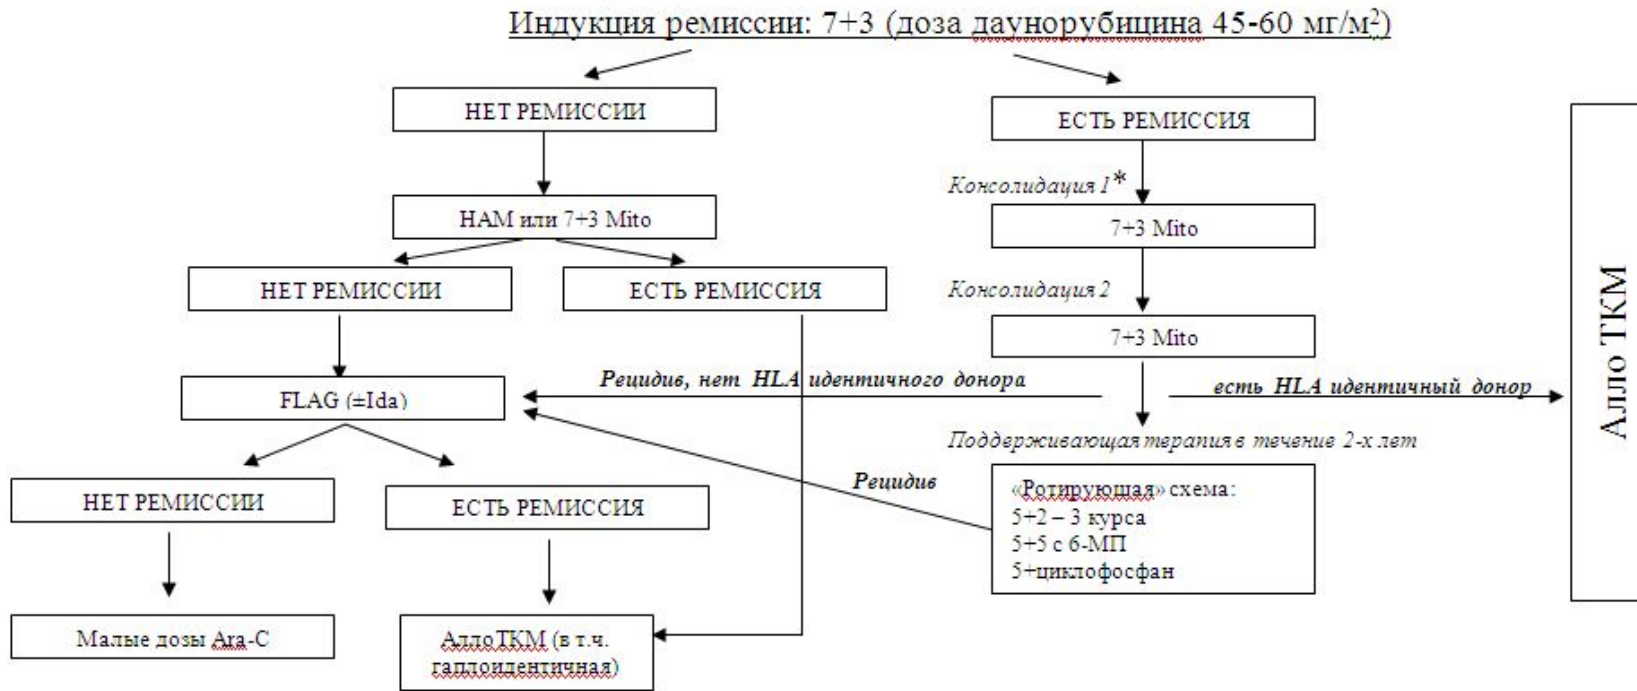 Индукция ремиссии: 7+3 (доза даунорубицина 45-60 мг/м²)
НЕТ РЕМИССИИ
ЕСТЬ РЕМИССИЯ
Консолидация 1*
НАМ или 7+3 Mito
7+3 Mito
НЕТ РЕМИССИИ
ЕСТЬ РЕМИССИЯ
Консолидация 2
7+3 Mito
Рецидив, нет HLA идентичного донора
есть HLA идентичный донор
Алло ТКМ
FLAG (±Ida)
Поддерживающая терапия в течение 2-х лет
Рецидив
НЕТ РЕМИССИИ
ЕСТЬ РЕМИССИЯ
«Ротирующая» схема:
5+2 – 3 курса
5+5 с 6-МП
5+циклофосфан
Малые дозы Ara-C
АллоТКМ (в т.ч.
гаплоидентичная)